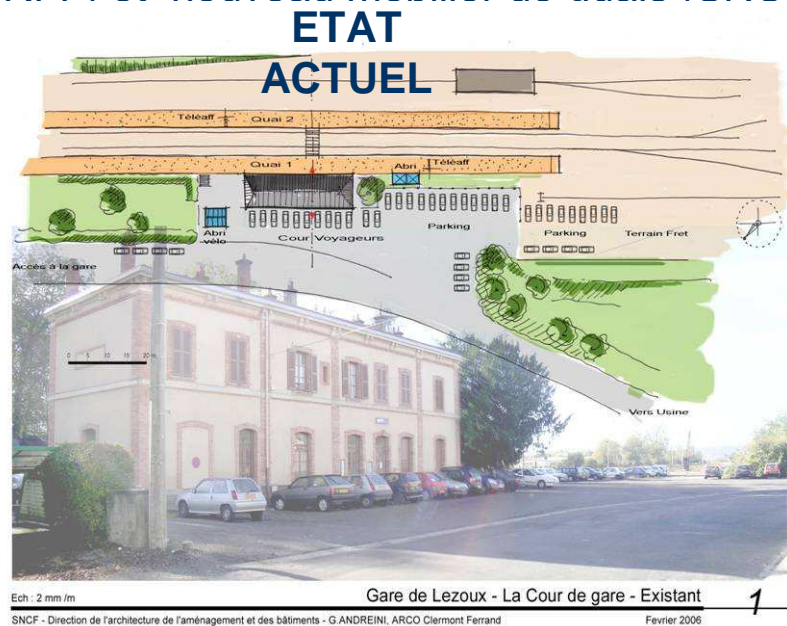 ETAT
ACTUEL
Téléaff
Quai 2
Quai 1
Abri
Téléaff
Abri
vélo
Cour Voyageurs
Parking
Parking
Terrain Fret
Accès à la gare
0 5 10 15 20 m
Vers Usine
Ech : 2 mm /m
Gare de Lezoux - La Cour de gare - Existant
1
SNCF - Direction de l'architecture de l'aménagement et des bâtiments - G.ANDREINI, ARCO Clermont Ferrand
Fevrier 2006